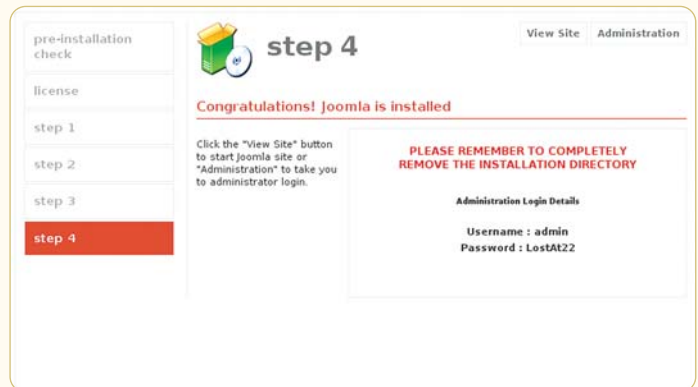 pre-installation
check
license
step 1
step 2
step 3
step 4
step 4
View Site
Administration
Congratulations! Joomla is installed
Click the "View Site" button
to start Joomla site or
"Administration" to take you
to administrator login.
PLEASE REMEMBER TO COMPLETELY
REMOVE THE INSTALLATION DIRECTORY
Administration Login Details
Username : admin
Password : LostAt22